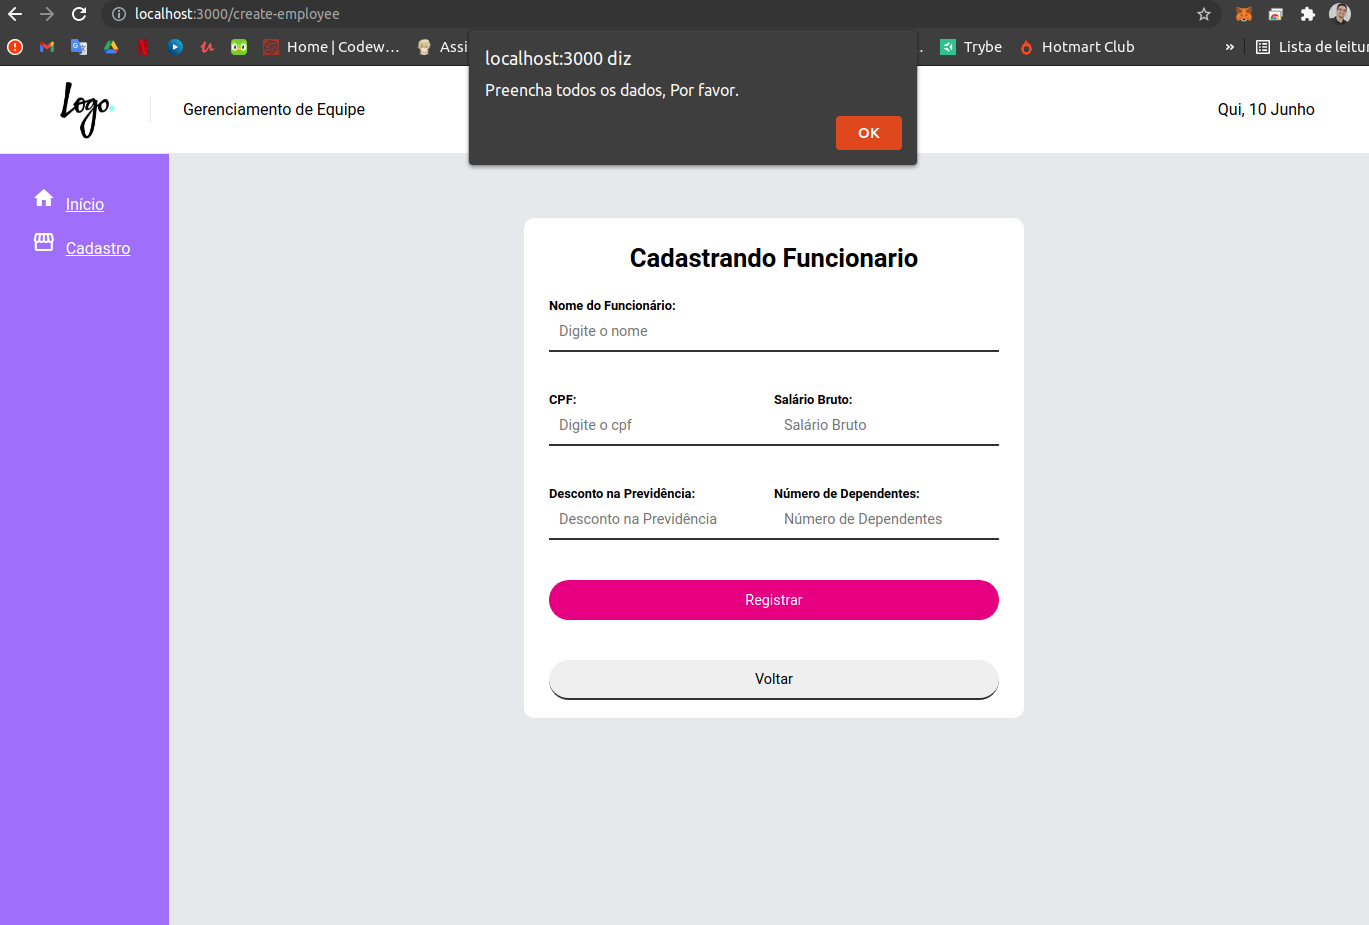 localhost:3000/create-employee
Home | Codew…
Assi
Trybe
Hotmart Club
»
Lista de leitur
localhost:3000 diz
Preencha todos os dados, Por favor.
OK
Logo
Gerenciamento de Equipe
Qui, 10 Junho
Início
Cadastro
Cadastrando Funcionario
Nome do Funcionário:
Digite o nome
CPF:
Salário Bruto:
Digite o cpf
Salário Bruto
Desconto na Previdência:
Número de Dependentes:
Desconto na Previdência
Número de Dependentes
Registrar
Voltar